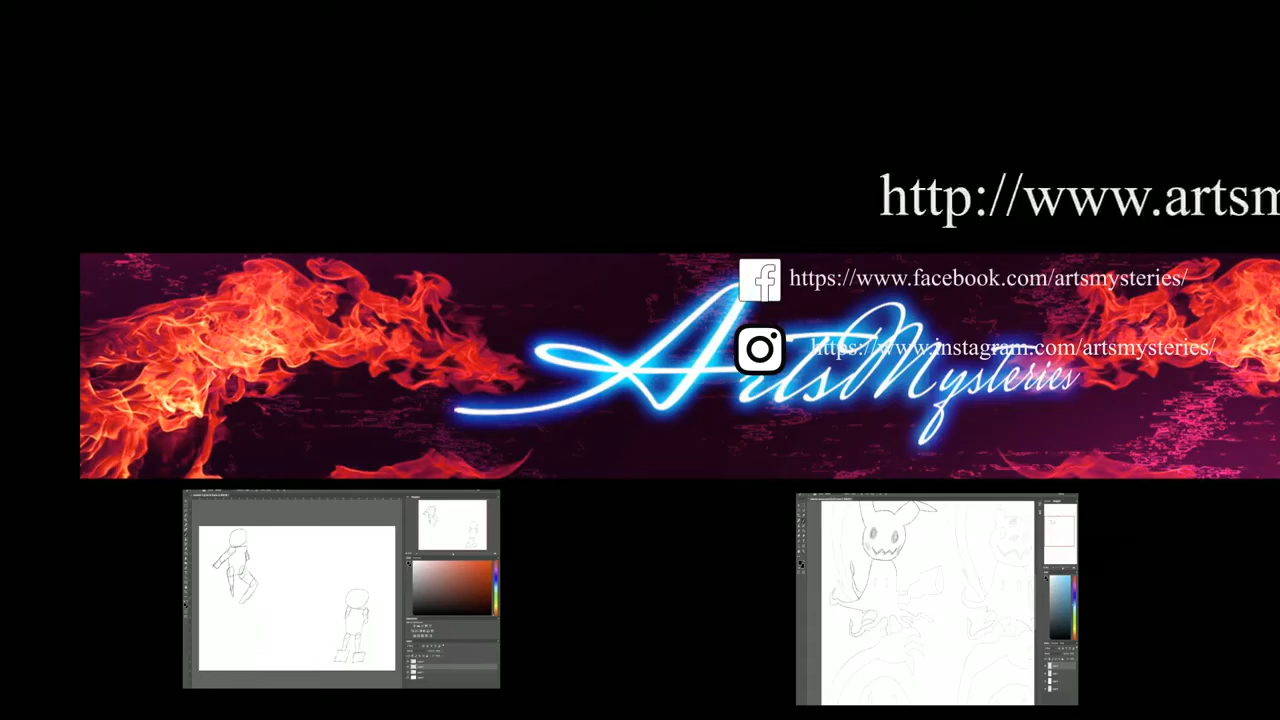 http://www.artsm
https://www.facebook.com/artsmysteries/
https://www.instagram.com/artsmysteries/
ArtsMysteries